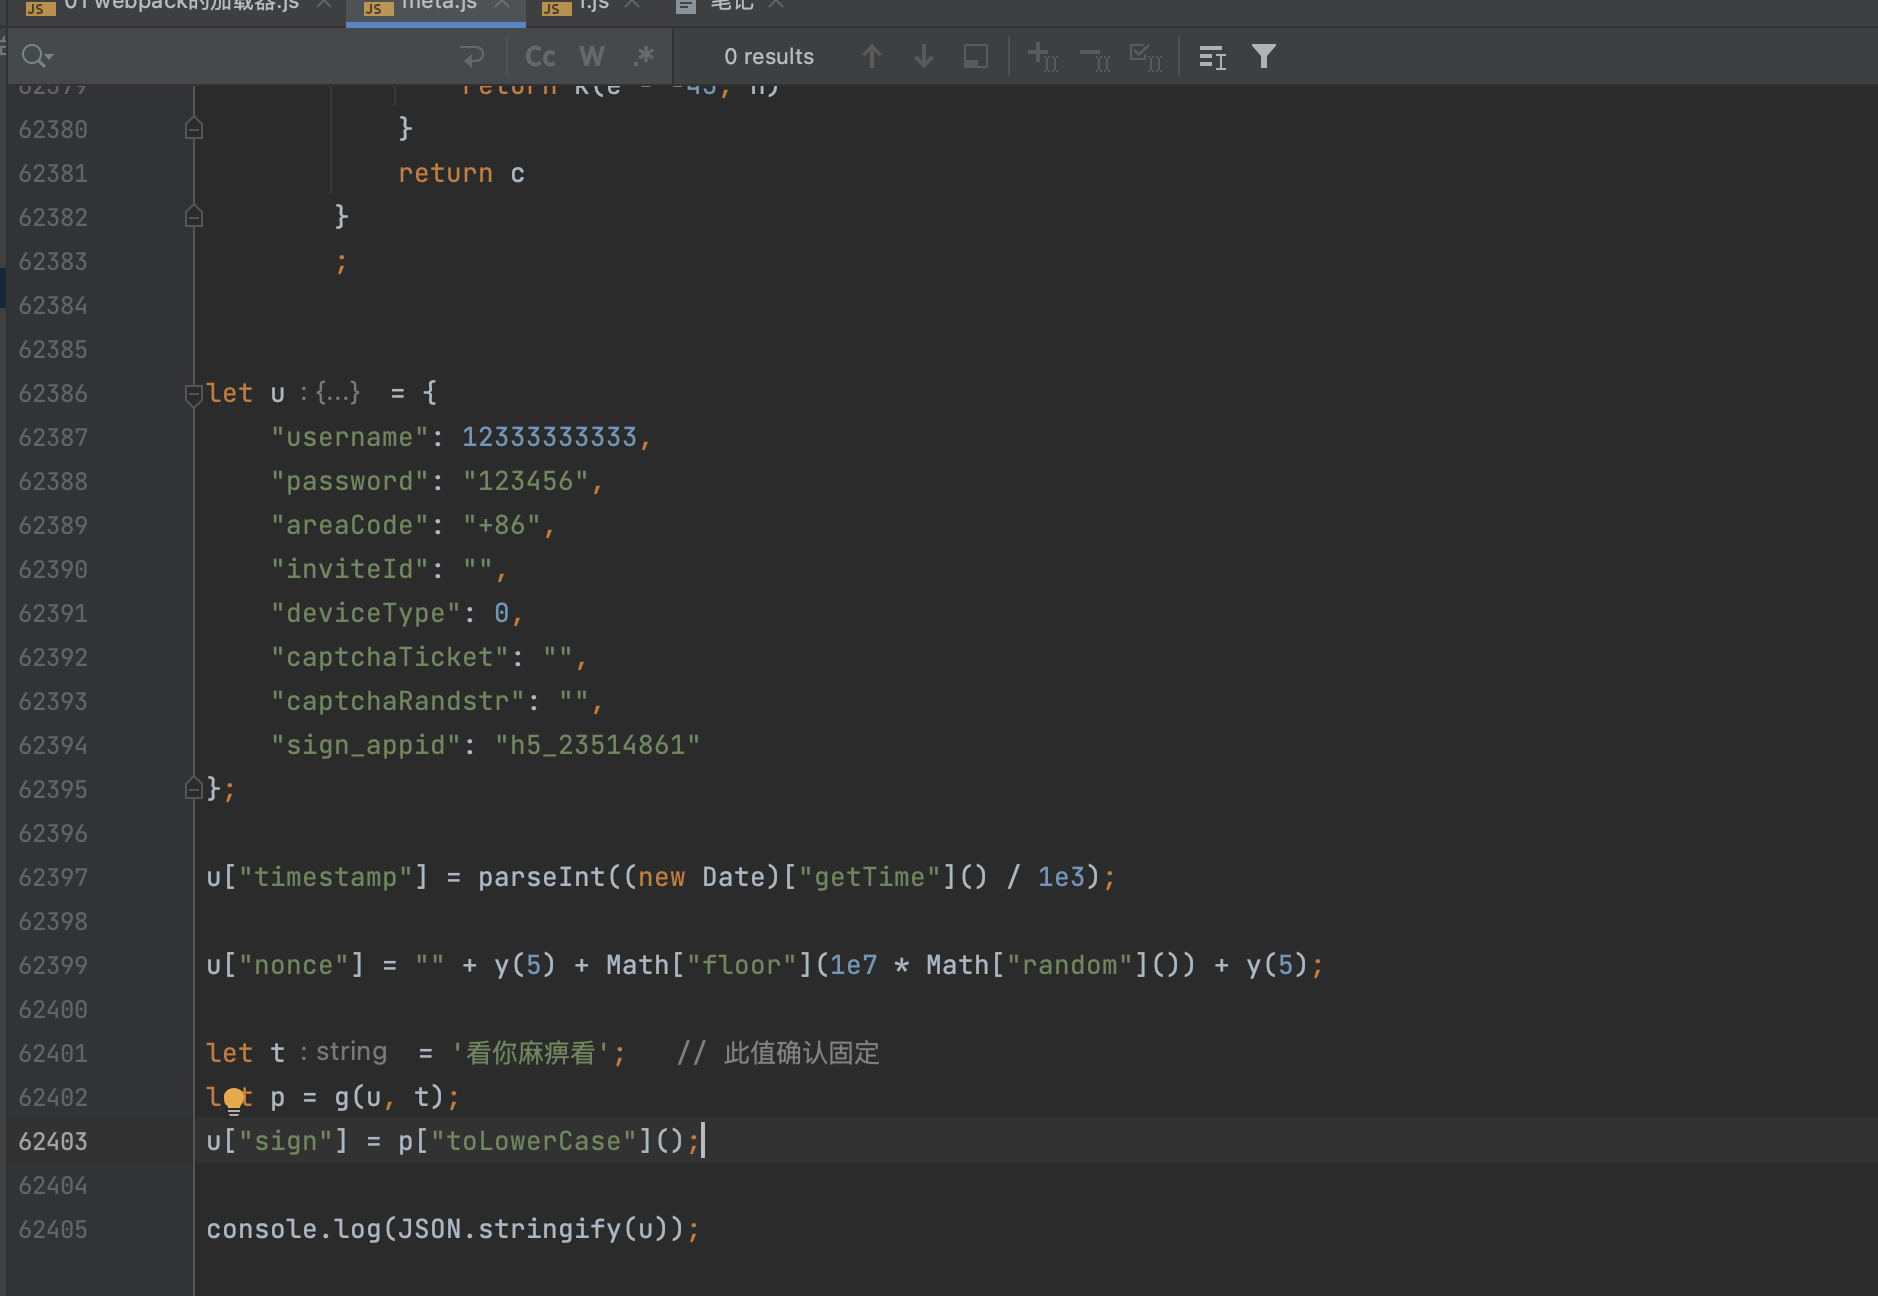 JS 01 webpack的加载器.js JS meta.js JS 1.js 笔记
Cc W .* 0 results
62379 return k(e - -45, n)
62380 }
62381 return c
62382 }
62383 ;
62384
62385
62386 let u :{...} = {
62387 "username": 12333333333,
62388 "password": "123456",
62389 "areaCode": "+86",
62390 "inviteId": "",
62391 "deviceType": 0,
62392 "captchaTicket": "",
62393 "captchaRandstr": "",
62394 "sign_appid": "h5_23514861"
62395 };
62396
62397 u["timestamp"] = parseInt((new Date)["getTime"]() / 1e3);
62398
62399 u["nonce"] = "" + y(5) + Math["floor"](1e7 * Math["random"]()) + y(5);
62400
62401 let t :string = '看你麻痹看'; // 此值确认固定
62402 let p = g(u, t);
62403 u["sign"] = p["toLowerCase"]();
62404
62405 console.log(JSON.stringify(u));